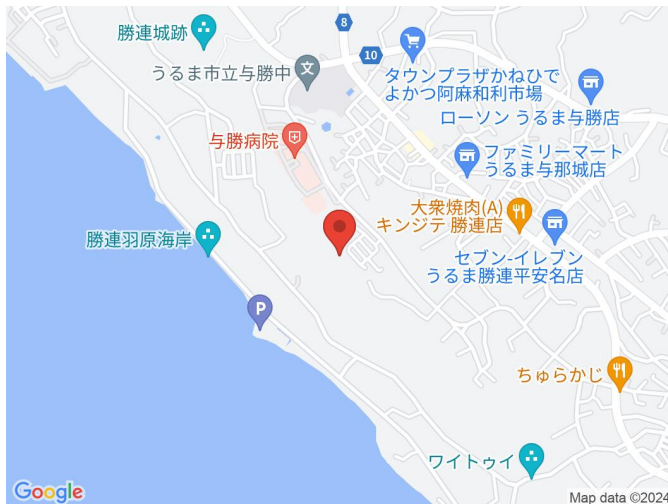 勝連城跡
8
10
うるま市立与勝中
タウンプラザかねひで
よかつ阿麻和利市場
ローソン うるま与勝店
与勝病院
ファミリーマート
うるま与那城店
大衆焼肉(A)
キンジテ 勝連店
勝連羽原海岸
セブン-イレブン
うるま勝連平安名店
P
ちゅらかじ
ワイトゥイ
Google
Map data ©2024